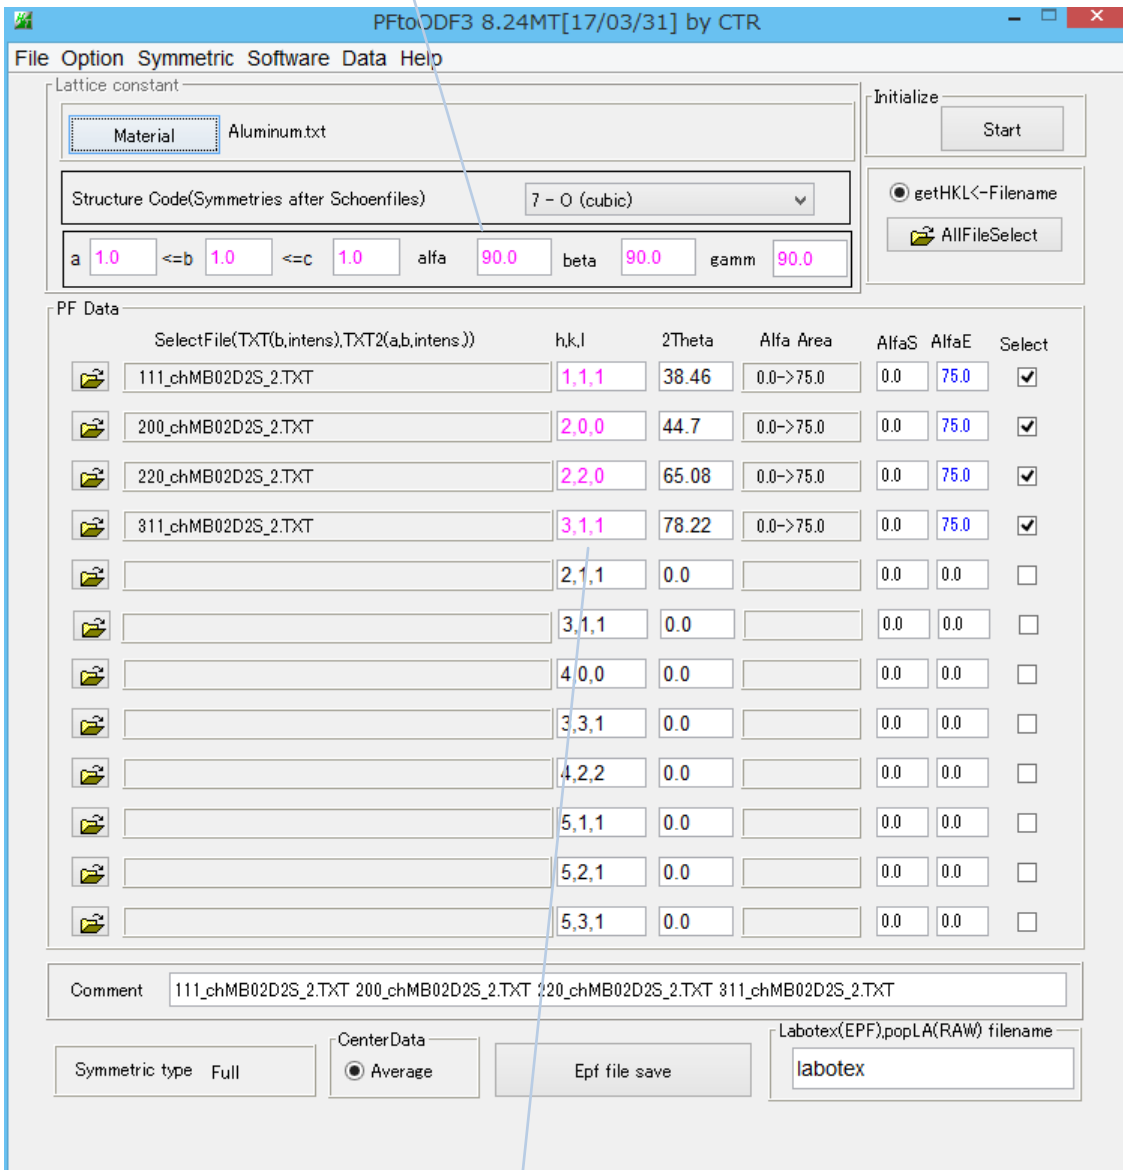 PFtoODF3 8.24MT[17/03/31] by CTR
File Option Symmetric Software Data Help
Lattice constant
Material Aluminum.txt
Initialize
Start
Structure Code(Symmetries after Schoenfiles) 7 - O (cubic)
getHKL<-Filename
AllFileSelect
a 1.0 <=b 1.0 <=c 1.0 alfa 90.0 beta 90.0 gamm 90.0
PF Data
SelectFile(TXT(b,intens),TXT2(a,b,intens.)) h,k,l 2Theta Alfa Area AlfaS AlfaE Select
111_chMB02D2S_2.TXT 1,1,1 38.46 0.0->75.0 0.0 75.0
200_chMB02D2S_2.TXT 2,0,0 44.7 0.0->75.0 0.0 75.0
220_chMB02D2S_2.TXT 2,2,0 65.08 0.0->75.0 0.0 75.0
311_chMB02D2S_2.TXT 3,1,1 78.22 0.0->75.0 0.0 75.0
2,1,1 0.0 0.0 0.0
3,1,1 0.0 0.0 0.0
4,0,0 0.0 0.0 0.0
3,3,1 0.0 0.0 0.0
4,2,2 0.0 0.0 0.0
5,1,1 0.0 0.0 0.0
5,2,1 0.0 0.0 0.0
5,3,1 0.0 0.0 0.0
Comment 111_chMB02D2S_2.TXT 200_chMB02D2S_2.TXT 220_chMB02D2S_2.TXT 311_chMB02D2S_2.TXT
Symmetric type Full
CenterData
Average
Epf file save
Labotex(EPF),popLA(RAW) filename
labotex